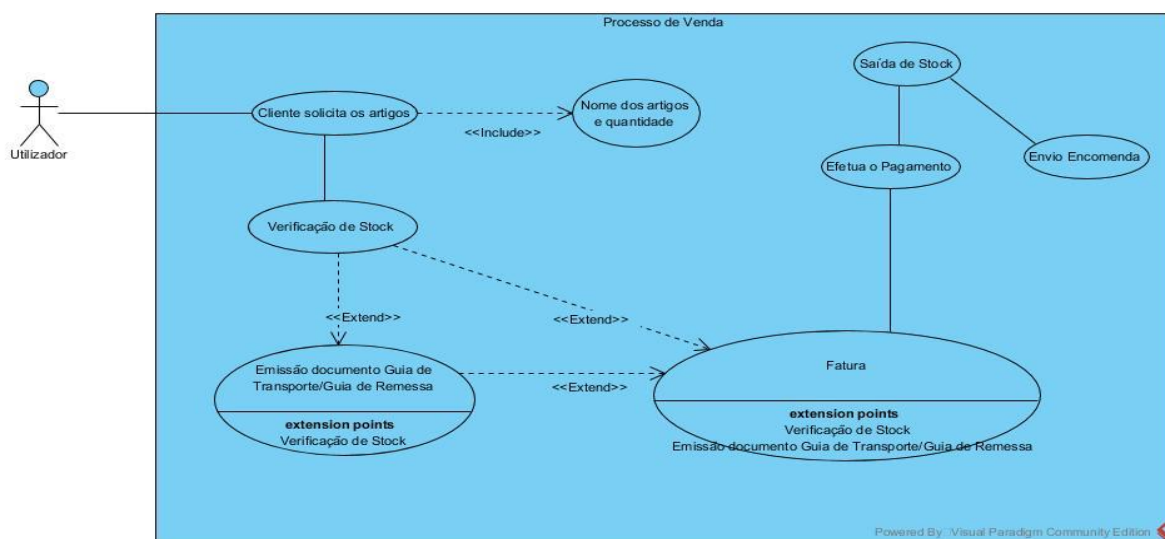 Processo de Venda
Saída de Stock
Utilizador
Cliente solicita os artigos
<<Include>>
Nome dos artigos
e quantidade
Efetua o Pagamento
Envio Encomenda
Verificação de Stock
<<Extend>>
<<Extend>>
Emissão documento Guia de
Transporte/Guia de Remessa
extension points
Verificação de Stock
<<Extend>>
Fatura
extension points
Verificação de Stock
Emissão documento Guia de Transporte/Guia de Remessa
Powered By Visual Paradigm Community Edition